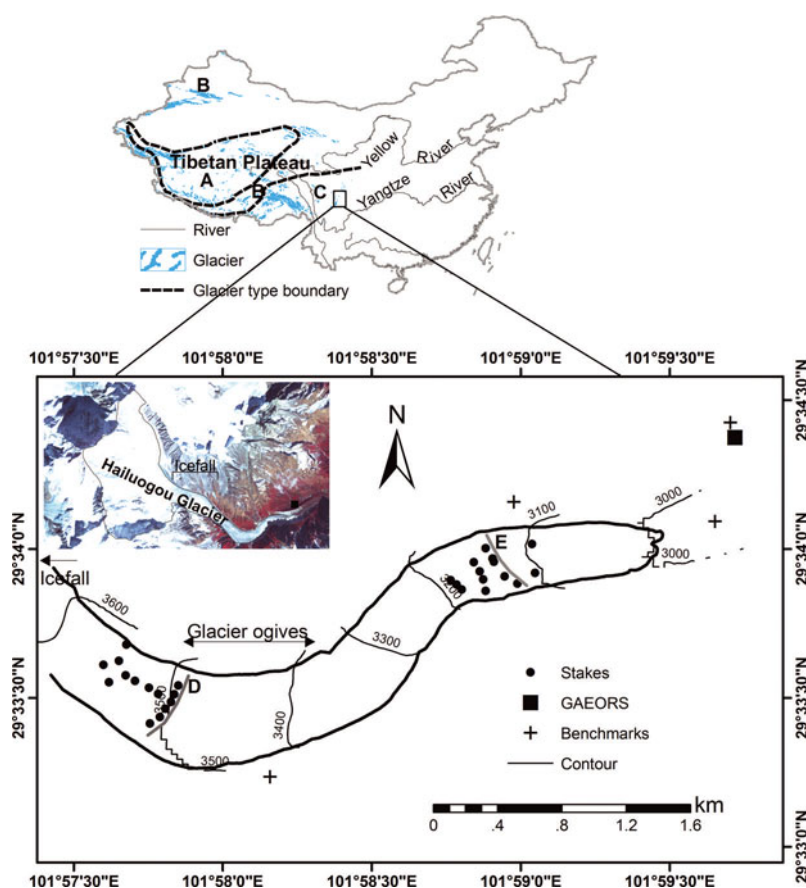 B
Tibetan Plateau
A
B
C
Yellow
River
Yangtze
River
River
Glacier
Glacier type boundary
101°57'30"E
101°58'0"E
101°58'30"E
101°59'0"E
101°59'30"E
29°34'30"N
29°34'0"N
29°33'30"N
29°33'0"N
Icefall
Hailuogou Glacier
N
Icefall
3000
3100
E
3000
3200
3600
Glacier ogives
3300
D
3500
3400
3500
Stakes
GAEORS
Benchmarks
Contour
km
0 .4 .8 1.2 1.6
101°57'30"E
101°58'0"E
101°58'30"E
101°59'0"E
101°59'30"E
29°34'0"N
29°33'30"N